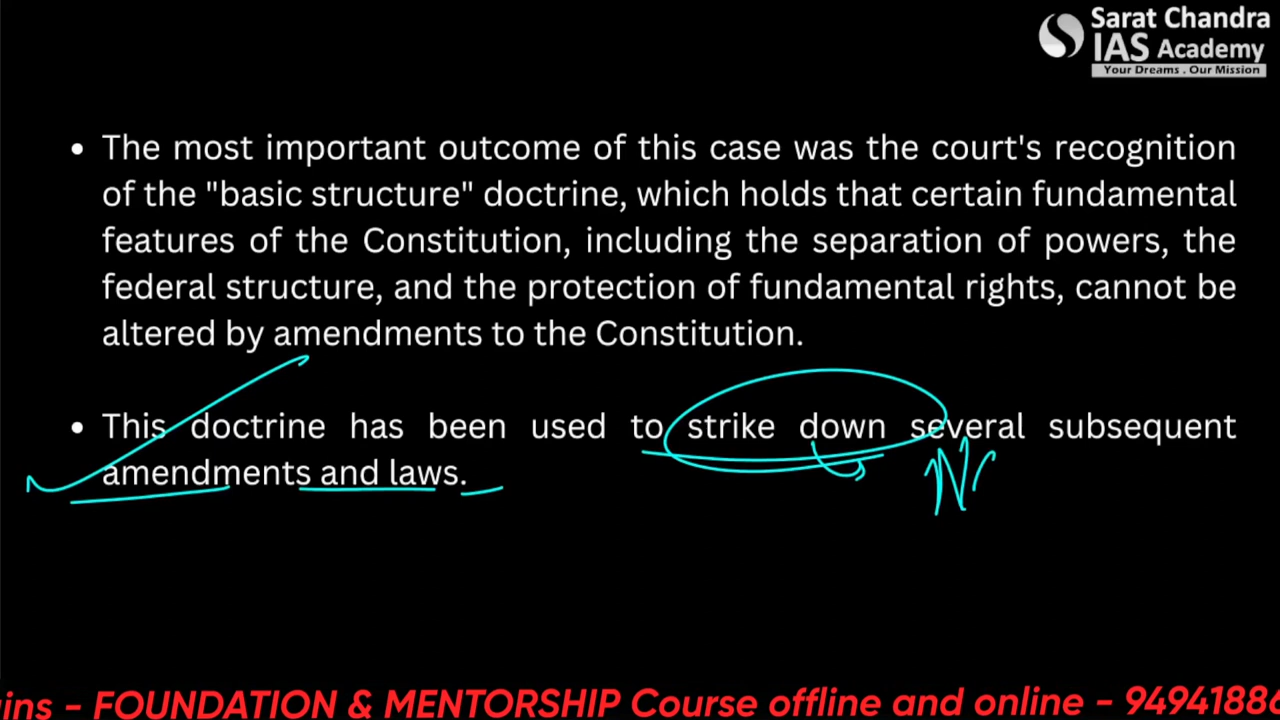 Sarat Chandra
IAS Academy
Your Dreams . Our Mission
• The most important outcome of this case was the court's recognition
of the "basic structure" doctrine, which holds that certain fundamental
features of the Constitution, including the separation of powers, the
federal structure, and the protection of fundamental rights, cannot be
altered by amendments to the Constitution.
• This doctrine has been used to strike down several subsequent
amendments and laws.
ins - FOUNDATION & MENTORSHIP Course offline and online - 94941886